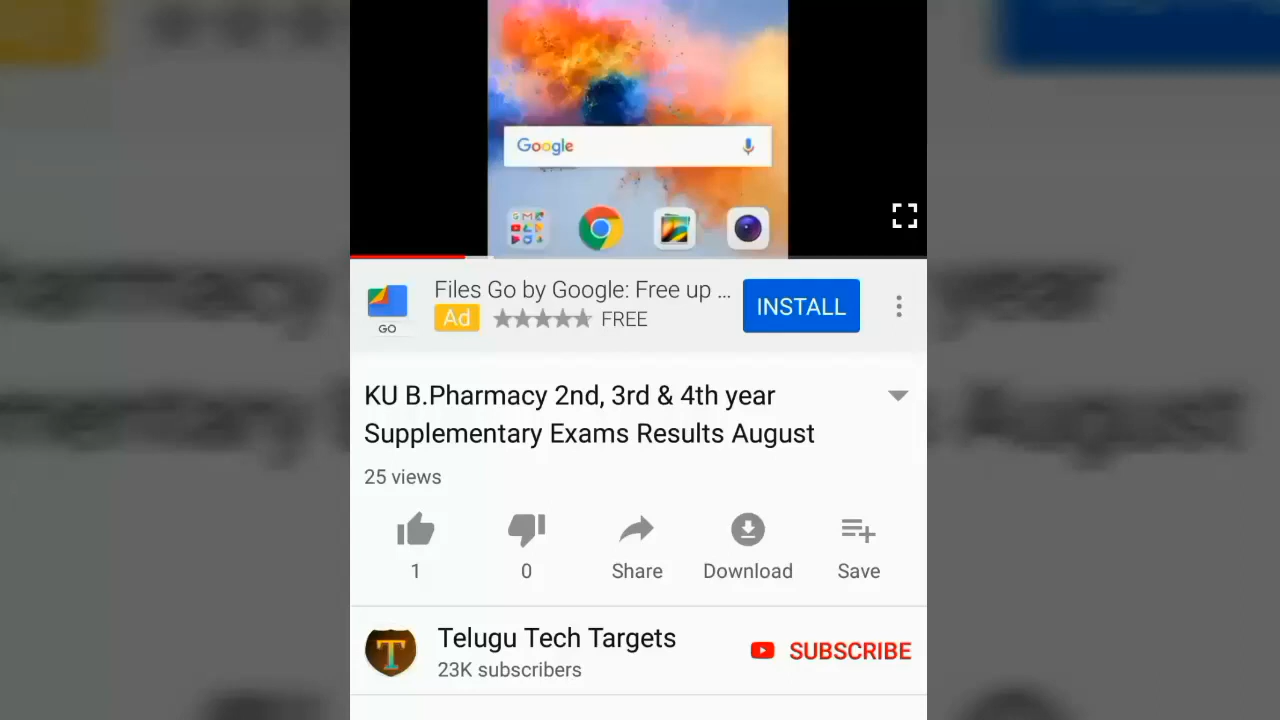 Google
Files Go by Google: Free up ...
GO
Ad
FREE
INSTALL
KU B.Pharmacy 2nd, 3rd & 4th year
Supplementary Exams Results August
25 views
1
0
Share
Download
Save
T
Telugu Tech Targets
23K subscribers
SUBSCRIBE